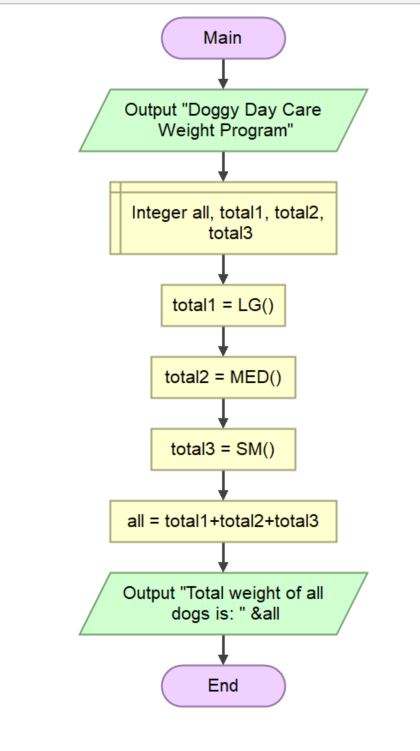 Main
Output "Doggy Day Care
Weight Program"
Integer all, total1, total2,
total3
total1 = LG()
total2 = MED()
total3 = SM()
all = total1+total2+total3
Output "Total weight of all
dogs is: " &all
End